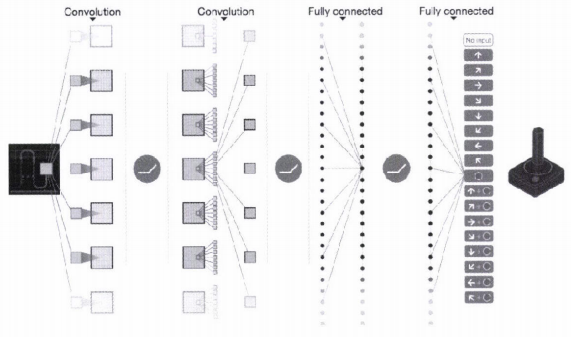 Convolution
Convolution
Fully connected
Fully connected
No input